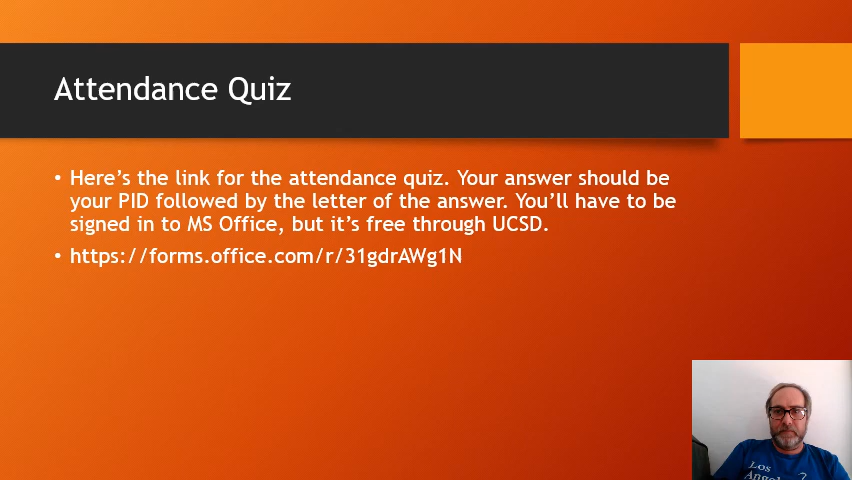 Attendance Quiz
• Here's the link for the attendance quiz. Your answer should be
your PID followed by the letter of the answer. You'll have to be
signed in to MS Office, but it's free through UCSD.
• https://forms.office.com/r/31gdrAWg1N
Los